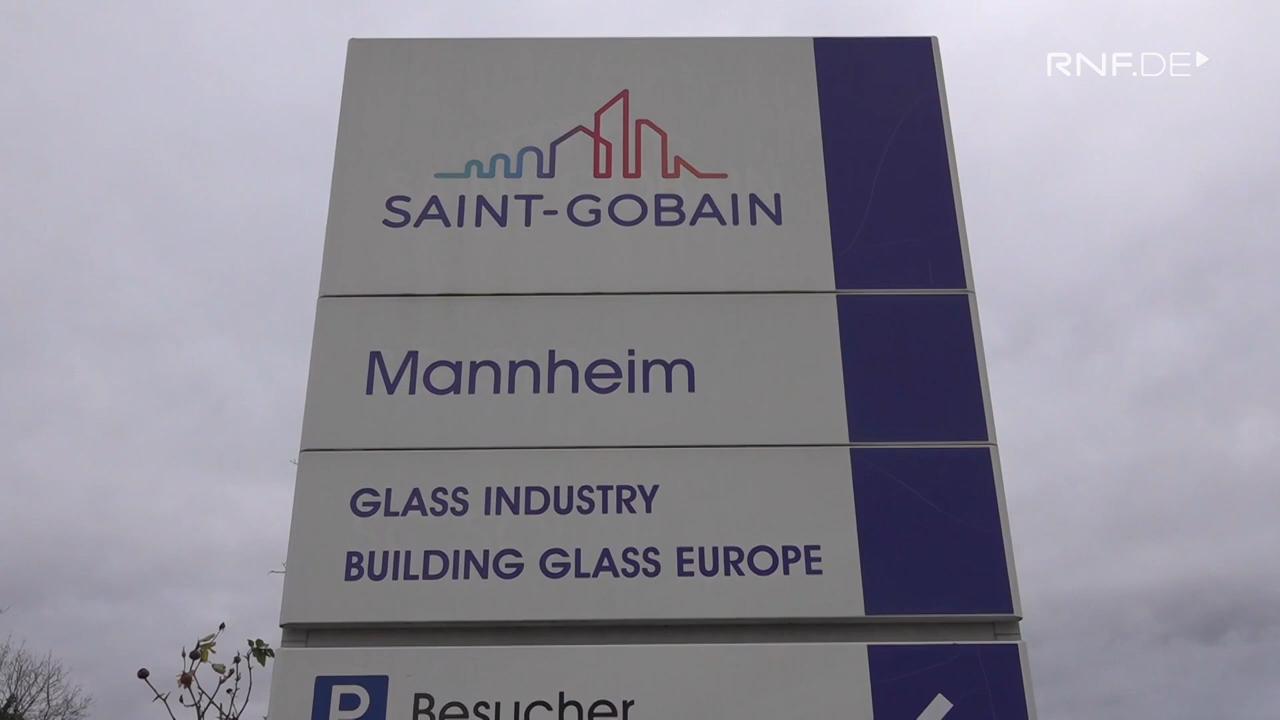 RNF.DE
SAINT-GOBAIN
Mannheim
GLASS INDUSTRY
BUILDING GLASS EUROPE
P Besucher